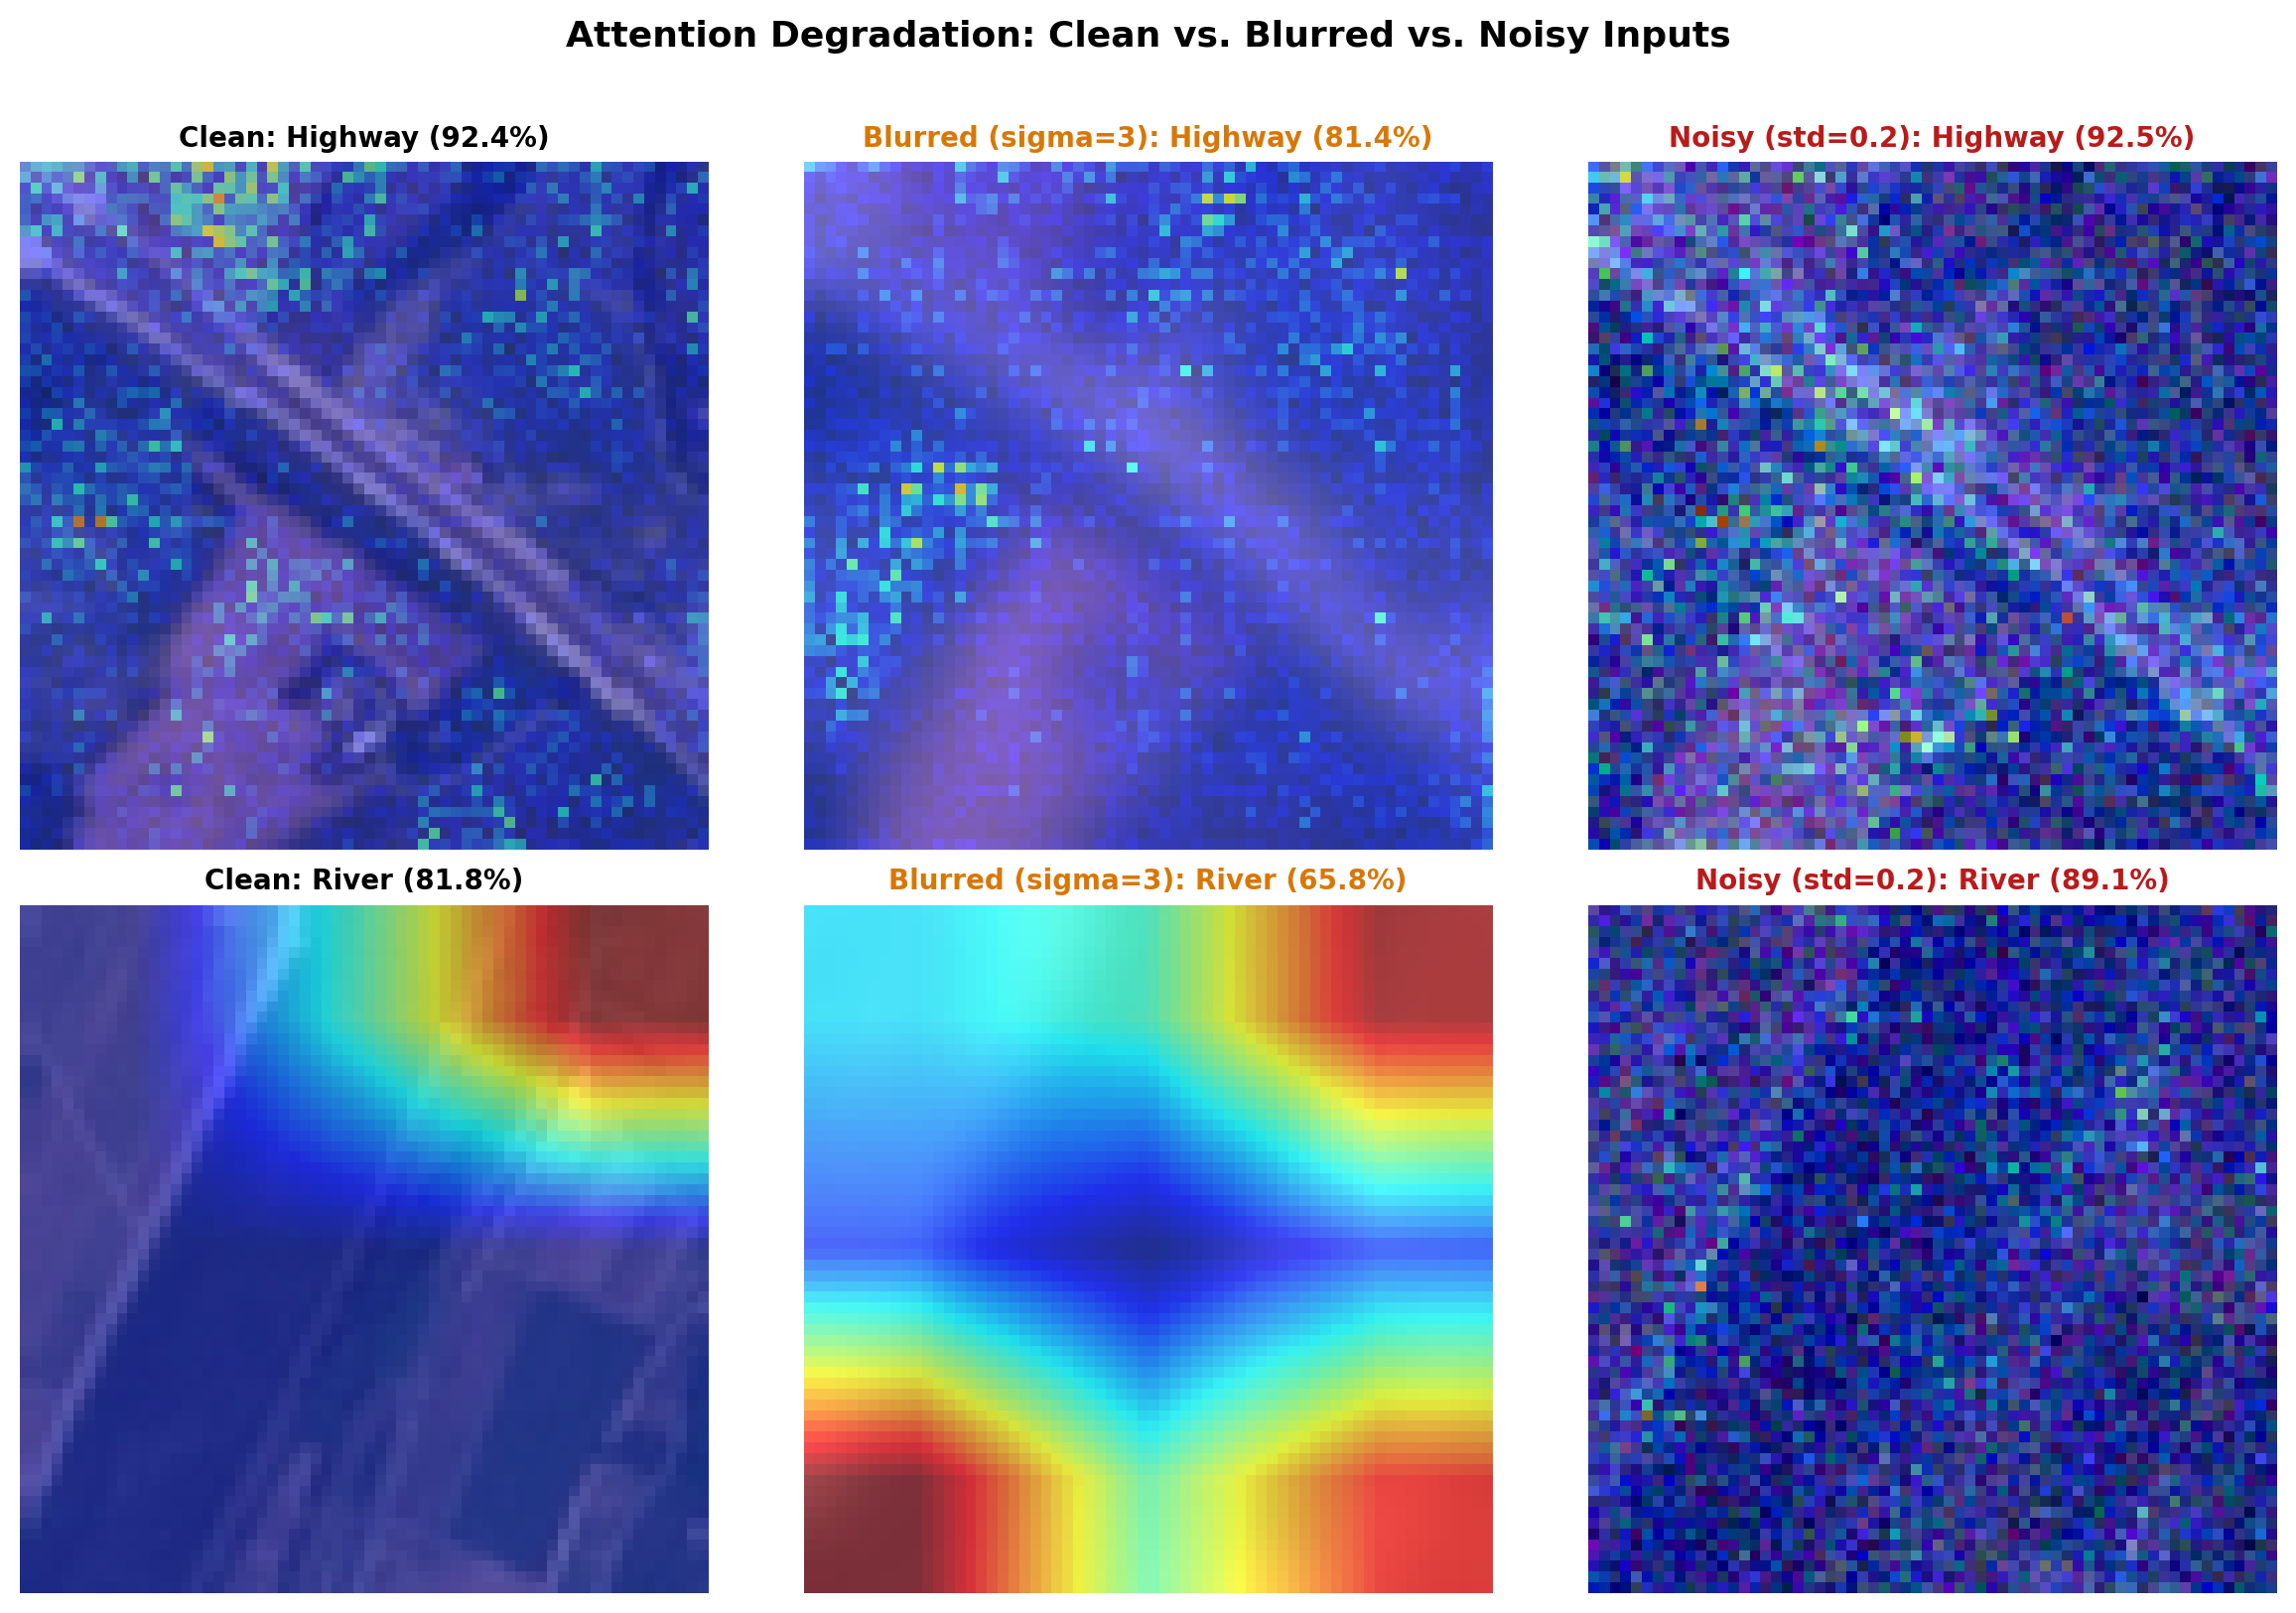 Attention Degradation: Clean vs. Blurred vs. Noisy Inputs
Clean: Highway (92.4%)
Blurred (sigma=3): Highway (81.4%)
Noisy (std=0.2): Highway (92.5%)
Clean: River (81.8%)
Blurred (sigma=3): River (65.8%)
Noisy (std=0.2): River (89.1%)